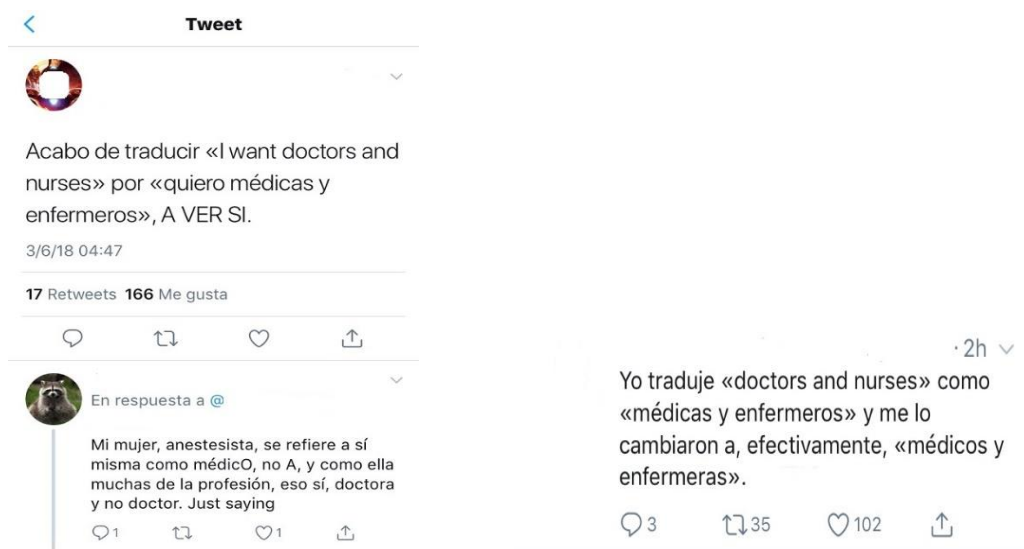 Tweet
Acabo de traducir «I want doctors and
nurses» por «quiero médicas y
enfermeros», A VER SI.
3/6/18 04:47
17 Retweets 166 Me gusta
En respuesta a @
Mi mujer, anestesista, se refiere a sí
misma como médicO, no A, y como ella
muchas de la profesión, eso sí, doctora
y no doctor. Just saying
1 1
· 2h
Yo traduje «doctors and nurses» como
«médicas y enfermeros» y me lo
cambiaron a, efectivamente, «médicos y
enfermeras».
3 35 102